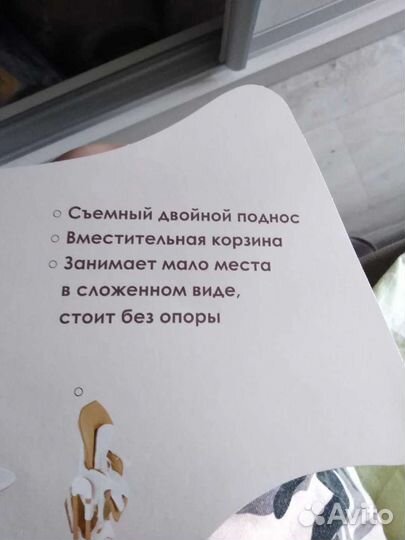 ○ Съемный двойной поднос
○ Вместительная корзина
○ Занимает мало места
в сложенном виде,
стоит без опоры
Avito